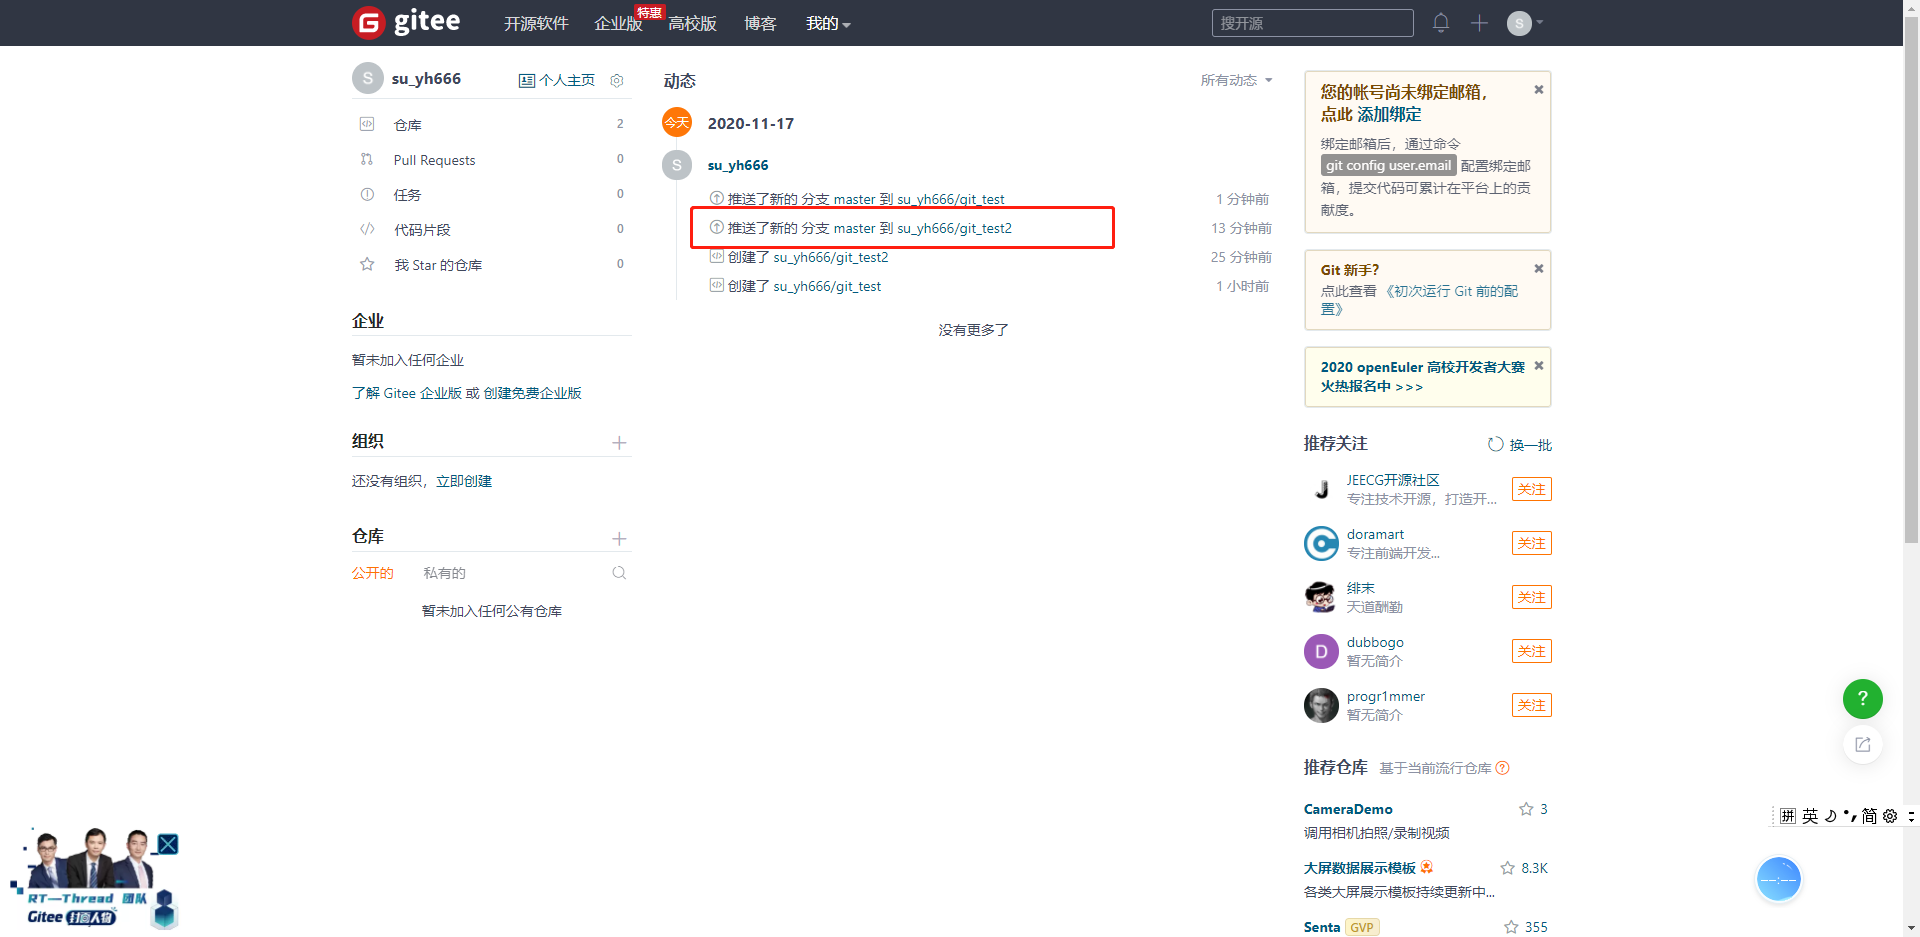 gitee
开源软件 企业版 特惠 高校版 博客 我的
搜开源
S
S su_yh666 个人主页
仓库 2
Pull Requests 0
任务 0
代码片段 0
我 Star 的仓库 0
企业
暂未加入任何企业
了解 Gitee 企业版 或 创建免费企业版
组织
还没有组织，立即创建
仓库
公开的 私有的
暂未加入任何公有仓库
动态 所有动态
今天 2020-11-17
S su_yh666
推送了新的 分支 master 到 su_yh666/git_test 1 分钟前
推送了新的 分支 master 到 su_yh666/git_test2 13 分钟前
创建了 su_yh666/git_test2 25 分钟前
创建了 su_yh666/git_test 1 小时前
没有更多了
您的帐号尚未绑定邮箱，
点此 添加绑定
绑定邮箱后，通过命令
git config user.email 配置绑定邮
箱，提交代码可累计在平台上的贡
献度。
Git 新手？
点此查看 《初次运行 Git 前的配
置》
2020 openEuler 高校开发者大赛
火热报名中 >>>
推荐关注 换一批
JEECG开源社区
专注技术开源，打造开...
关注
doramart
专注前端开发...
关注
绯末
天道酬勤
关注
D dubbogo
暂无简介
关注
progr1mmer
暂无简介
关注
推荐仓库 基于当前流行仓库
CameraDemo 3
调用相机拍照/录制视频
大屏数据展示模板 8.3K
各类大屏展示模板持续更新中...
Senta GVP 355
?
拼 英 简
--:--
RT—Thread 团队
Gitee 封面人物